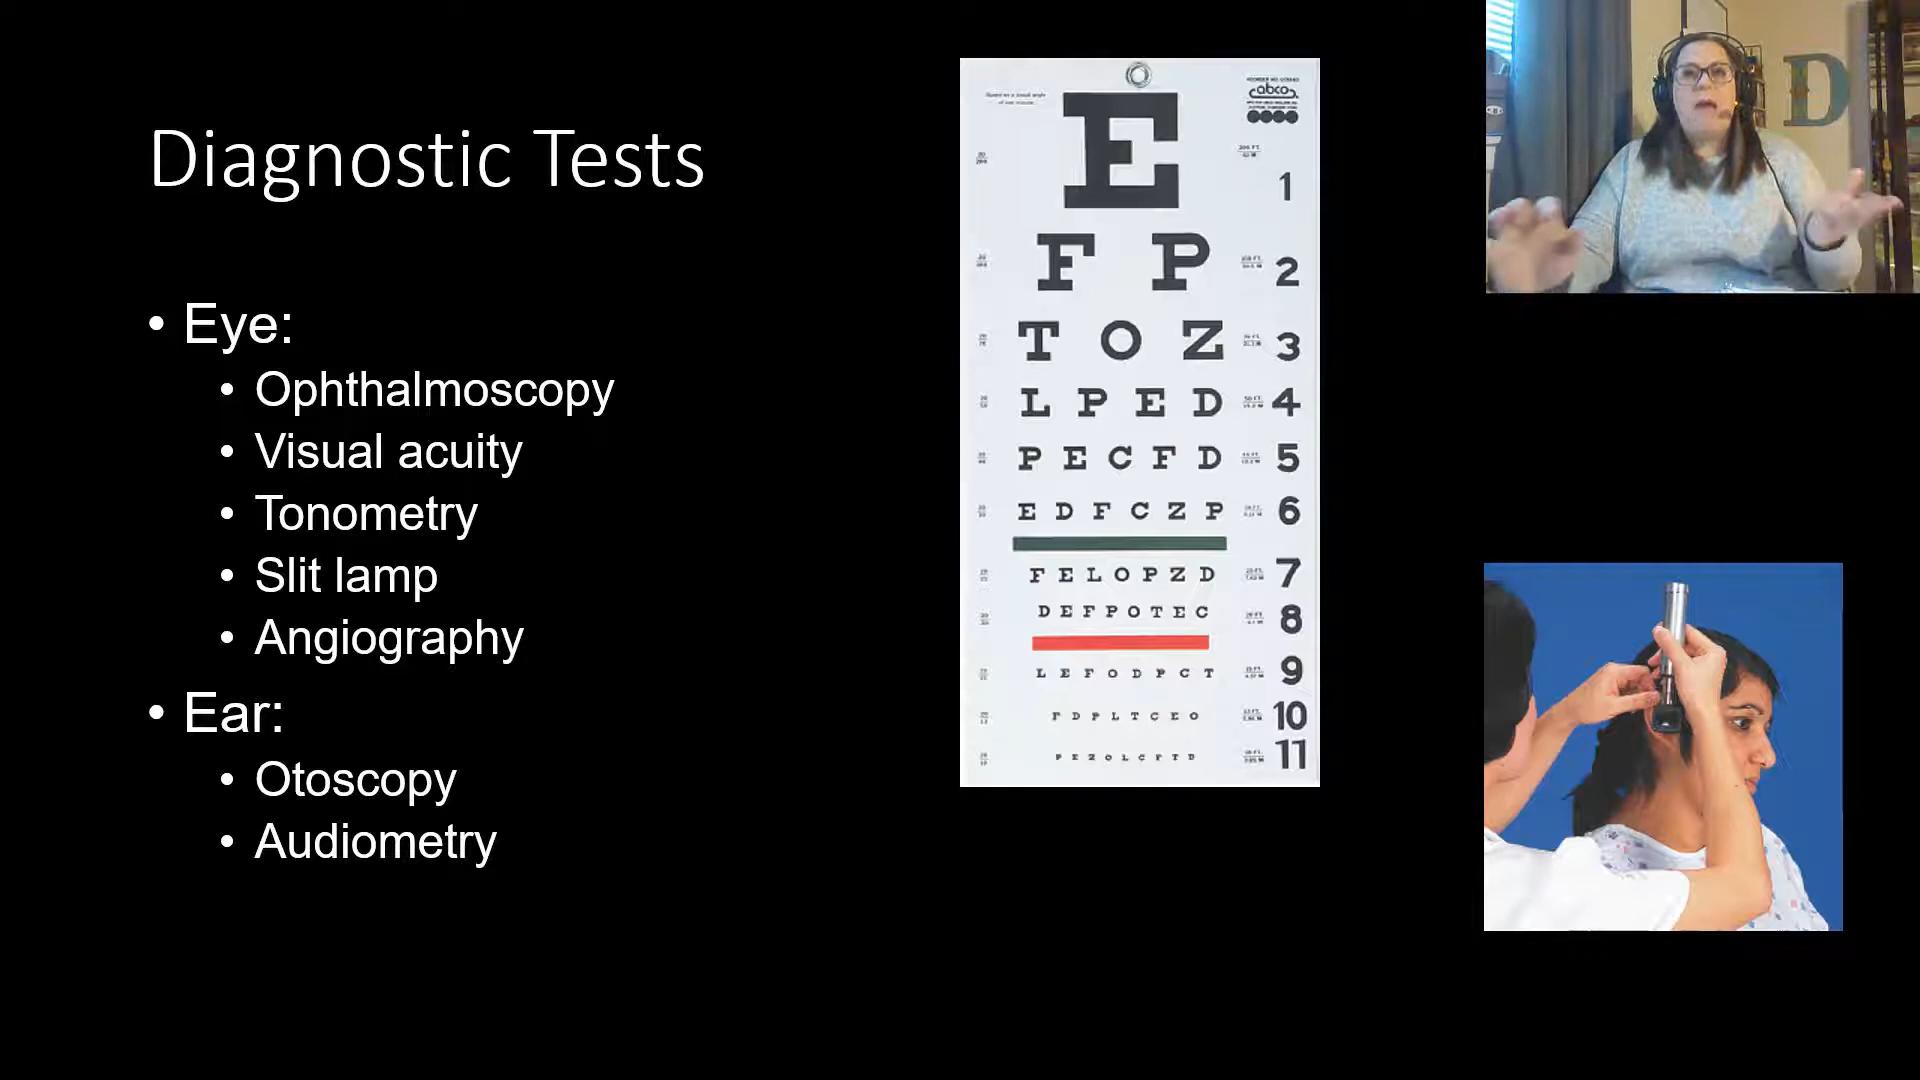 Diagnostic Tests
• Eye:
• Ophthalmoscopy
• Visual acuity
• Tonometry
• Slit lamp
• Angiography
• Ear:
• Otoscopy
• Audiometry
abco
E 1
F P 2
T O Z 3
L P E D 4
P E C F D 5
E D F C Z P 6
F E L O P Z D 7
D E F P O T E C 8
L E F O D P C T 9
F D P L T C E O 10
P E Z O L C F T D 11
D